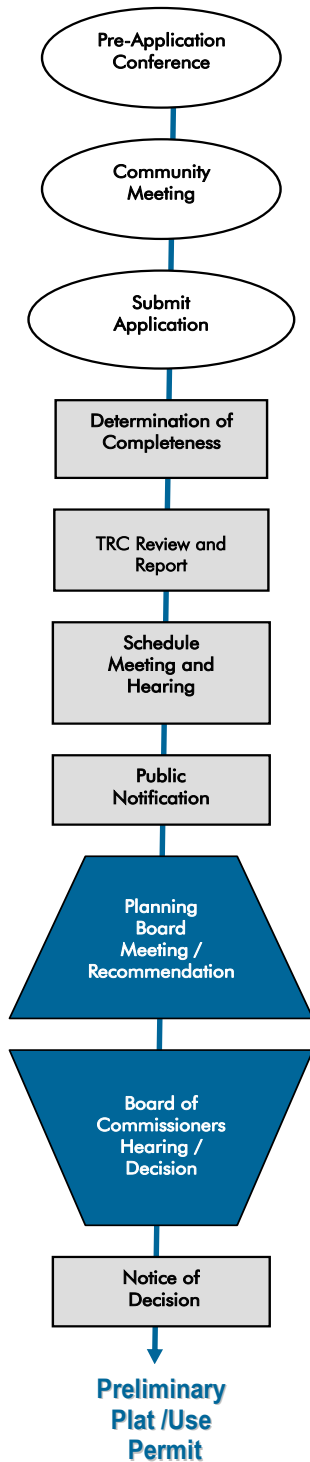 Pre-Application
Conference
Community
Meeting
Submit
Application
Determination of
Completeness
TRC Review and
Report
Schedule
Meeting and
Hearing
Public
Notification
Planning
Board
Meeting /
Recommendation
Board of
Commissioners
Hearing /
Decision
Notice of
Decision
Preliminary
Plat /Use
Permit